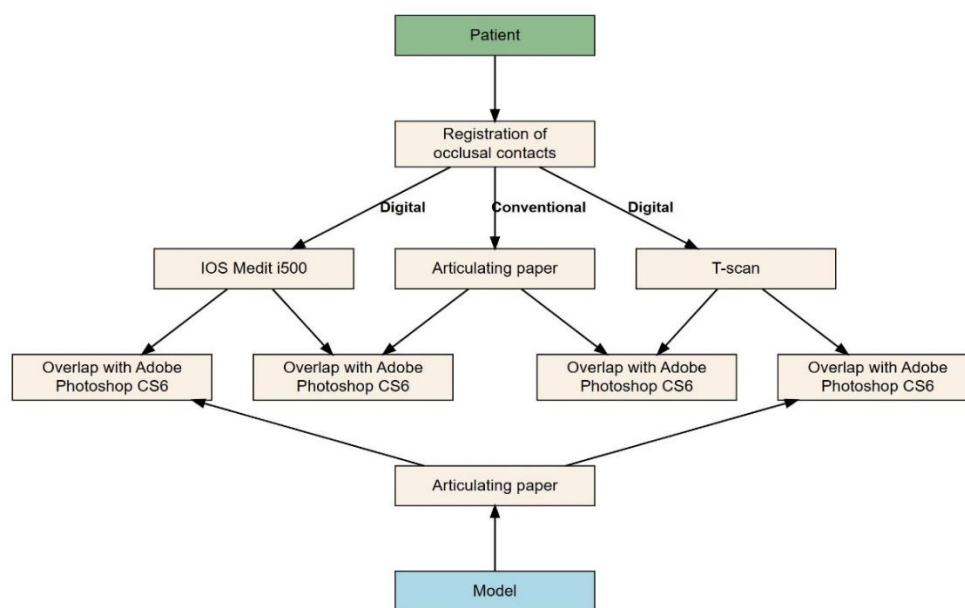 Patient
Registration of
occlusal contacts
Digital
Conventional
Digital
IOS Medit i500
Articulating paper
T-scan
Overlap with Adobe
Photoshop CS6
Overlap with Adobe
Photoshop CS6
Overlap with Adobe
Photoshop CS6
Overlap with Adobe
Photoshop CS6
Articulating paper
Model